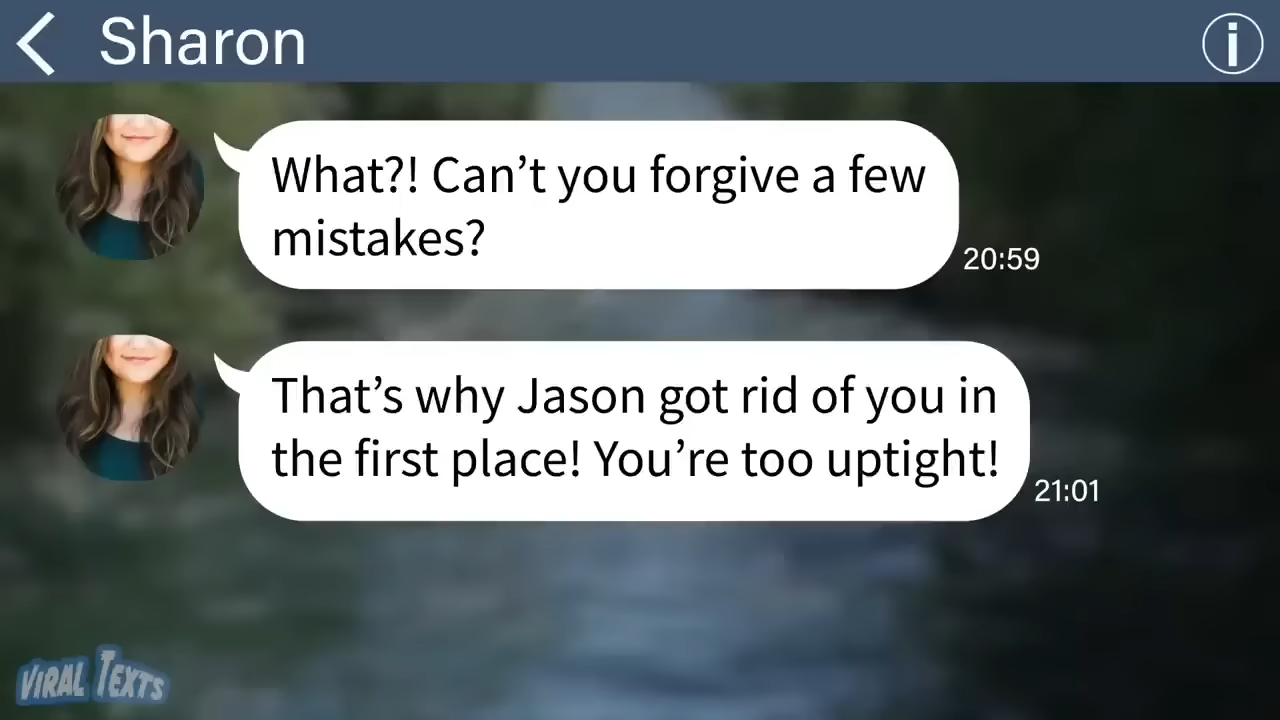 Sharon
What?! Can’t you forgive a few
mistakes?
20:59
That’s why Jason got rid of you in
the first place! You’re too uptight!
21:01
VIRAL TEXTS